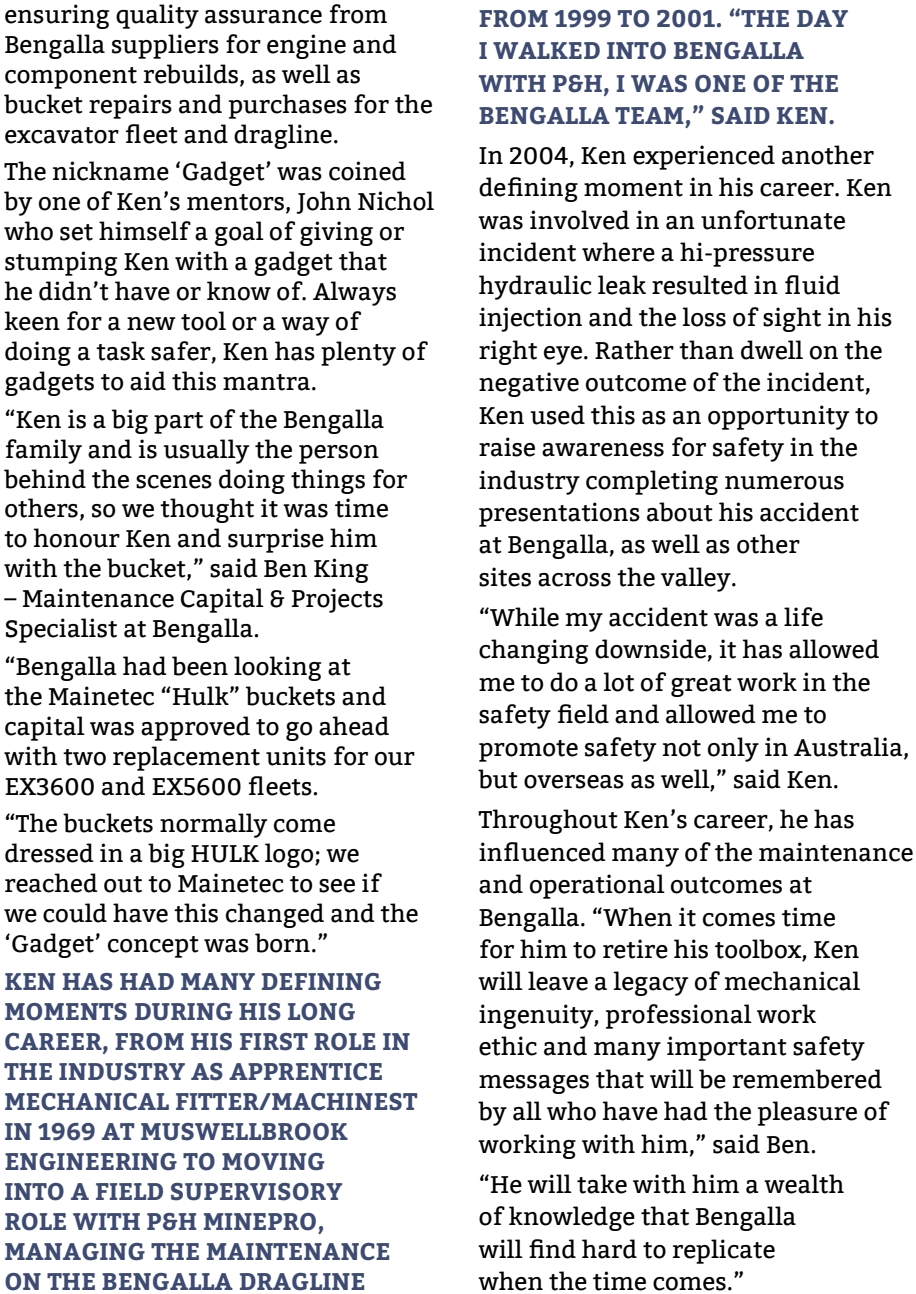 ensuring quality assurance from
Bengalla suppliers for engine and
component rebuilds, as well as
bucket repairs and purchases for the
excavator fleet and dragline.
The nickname ‘Gadget’ was coined
by one of Ken’s mentors, John Nichol
who set himself a goal of giving or
stumping Ken with a gadget that
he didn’t have or know of. Always
keen for a new tool or a way of
doing a task safer, Ken has plenty of
gadgets to aid this mantra.
“Ken is a big part of the Bengalla
family and is usually the person
behind the scenes doing things for
others, so we thought it was time
to honour Ken and surprise him
with the bucket,” said Ben King
– Maintenance Capital & Projects
Specialist at Bengalla.
“Bengalla had been looking at
the Mainetec “Hulk” buckets and
capital was approved to go ahead
with two replacement units for our
EX3600 and EX5600 fleets.
“The buckets normally come
dressed in a big HULK logo; we
reached out to Mainetec to see if
we could have this changed and the
‘Gadget’ concept was born.”
KEN HAS HAD MANY DEFINING
MOMENTS DURING HIS LONG
CAREER, FROM HIS FIRST ROLE IN
THE INDUSTRY AS APPRENTICE
MECHANICAL FITTER/MACHINEST
IN 1969 AT MUSWELLBROOK
ENGINEERING TO MOVING
INTO A FIELD SUPERVISORY
ROLE WITH P&H MINEPRO,
MANAGING THE MAINTENANCE
ON THE BENGALLA DRAGLINE
FROM 1999 TO 2001. “THE DAY
I WALKED INTO BENGALLA
WITH P&H, I WAS ONE OF THE
BENGALLA TEAM,” SAID KEN.
In 2004, Ken experienced another
defining moment in his career. Ken
was involved in an unfortunate
incident where a hi-pressure
hydraulic leak resulted in fluid
injection and the loss of sight in his
right eye. Rather than dwell on the
negative outcome of the incident,
Ken used this as an opportunity to
raise awareness for safety in the
industry completing numerous
presentations about his accident
at Bengalla, as well as other
sites across the valley.
“While my accident was a life
changing downside, it has allowed
me to do a lot of great work in the
safety field and allowed me to
promote safety not only in Australia,
but overseas as well,” said Ken.
Throughout Ken’s career, he has
influenced many of the maintenance
and operational outcomes at
Bengalla. “When it comes time
for him to retire his toolbox, Ken
will leave a legacy of mechanical
ingenuity, professional work
ethic and many important safety
messages that will be remembered
by all who have had the pleasure of
working with him,” said Ben.
“He will take with him a wealth
of knowledge that Bengalla
will find hard to replicate
when the time comes.”